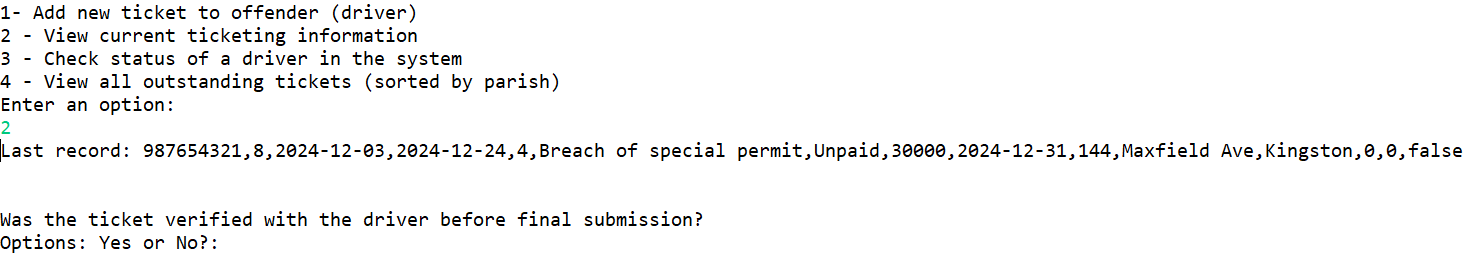 1- Add new ticket to offender (driver)
2 - View current ticketing information
3 - Check status of a driver in the system
4 - View all outstanding tickets (sorted by parish)
Enter an option:
2
Last record: 987654321,8,2024-12-03,2024-12-24,4,Breach of special permit,Unpaid,30000,2024-12-31,144,Maxfield Ave,Kingston,0,0,false
Was the ticket verified with the driver before final submission?
Options: Yes or No?: